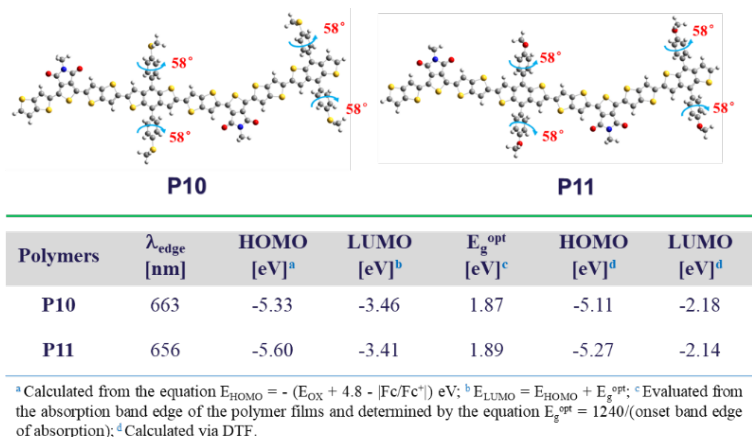 58° 58° 58° 58°
58° 58° 58° 58°
P10 P11
Polymers λedge [nm] HOMO [eV]a LUMO [eV]b Egopt [eV]c HOMO [eV]d LUMO [eV]d
P10 663 -5.33 -3.46 1.87 -5.11 -2.18
P11 656 -5.60 -3.41 1.89 -5.27 -2.14
a Calculated from the equation EHOMO = - (EOX + 4.8 - |Fc/Fc+|) eV; b ELUMO = EHOMO + Egopt; c Evaluated from
the absorption band edge of the polymer films and determined by the equation Egopt = 1240/(onset band edge
of absorption); d Calculated via DTF.